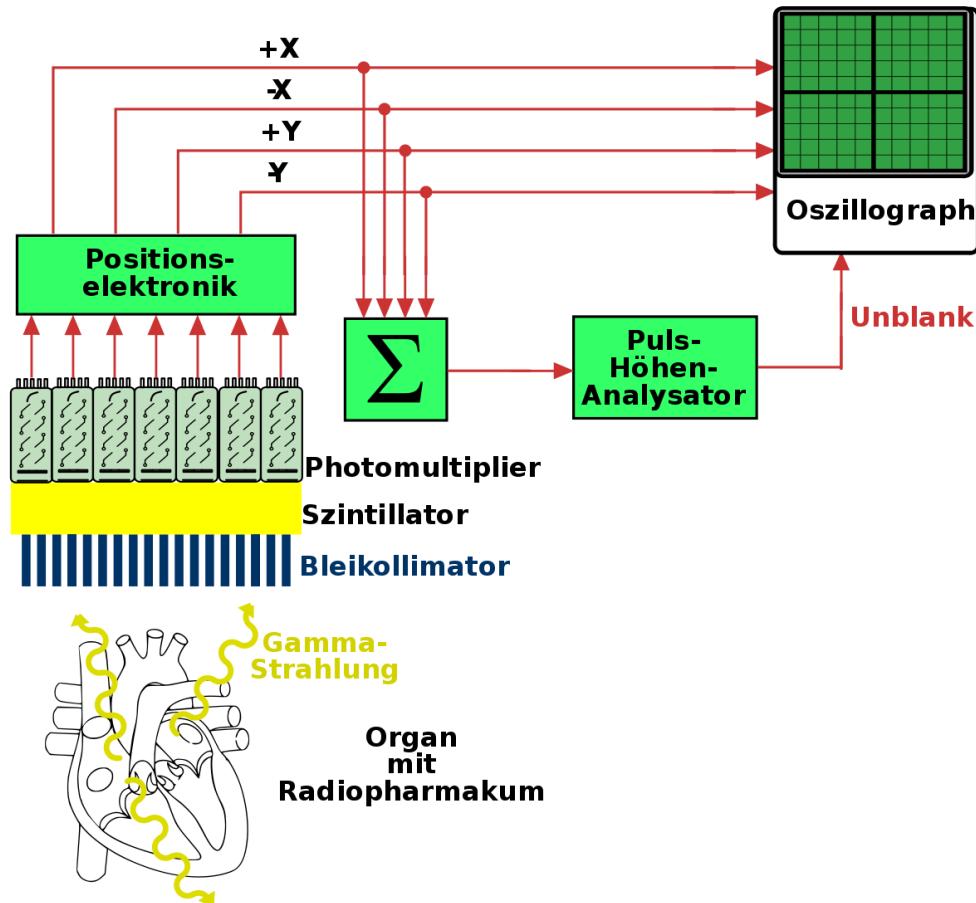 +X
-X
+Y
-Y
Oszillograph
Positions-
elektronik
Unblank
Σ
Puls-
Höhen-
Analysator
Photomultiplier
Szintillator
Bleikollimator
Gamma-
Strahlung
Organ
mit
Radiopharmakum